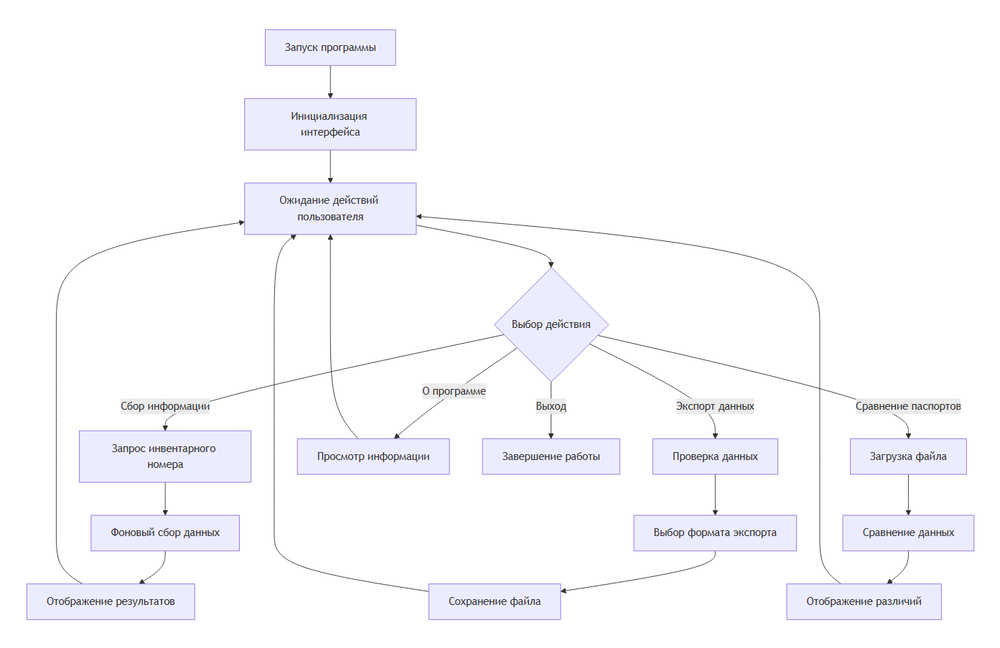 Запуск программы
Инициализация
интерфейса
Ожидание действий
пользователя
Выбор действия
О программе
Сбор информации
Выход
Экспорт данных
Сравнение паспортов
Запрос инвентарного
номера
Просмотр информации
Завершение работы
Проверка данных
Загрузка файла
Фоновый сбор данных
Выбор формата экспорта
Сравнение данных
Отображение результатов
Сохранение файла
Отображение различий